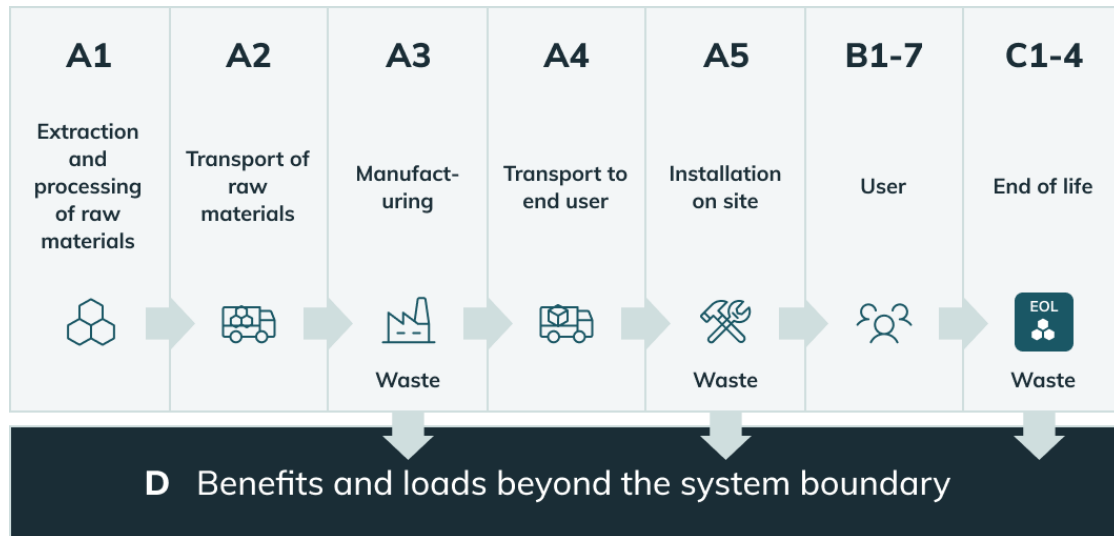 A1
Extraction
and
processing
of raw
materials
A2
Transport of
raw
materials
A3
Manufact-
uring
Waste
A4
Transport to
end user
A5
Installation
on site
Waste
B1-7
User
C1-4
End of life
EOL
Waste
D Benefits and loads beyond the system boundary